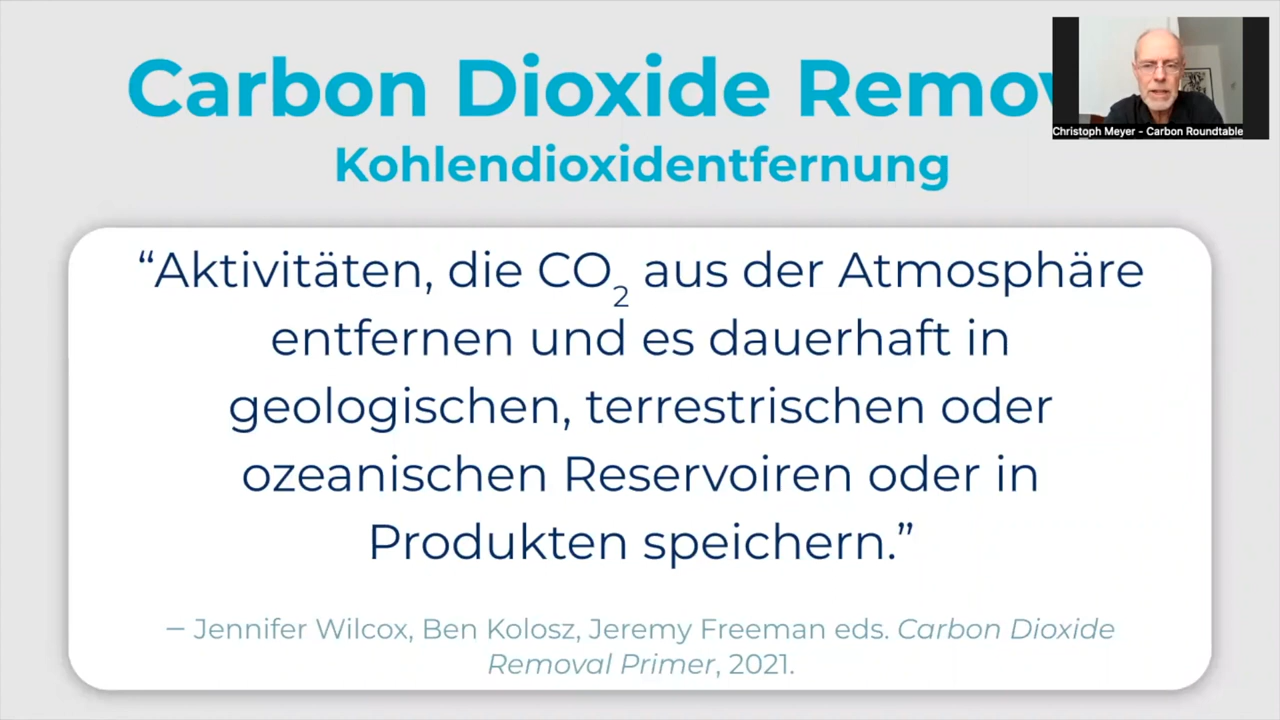 Carbon Dioxide Remov
Christoph Meyer - Carbon Roundtable
Kohlendioxidentfernung
“Aktivitäten, die CO₂ aus der Atmosphäre
entfernen und es dauerhaft in
geologischen, terrestrischen oder
ozeanischen Reservoiren oder in
Produkten speichern.”
— Jennifer Wilcox, Ben Kolosz, Jeremy Freeman eds. Carbon Dioxide
Removal Primer, 2021.